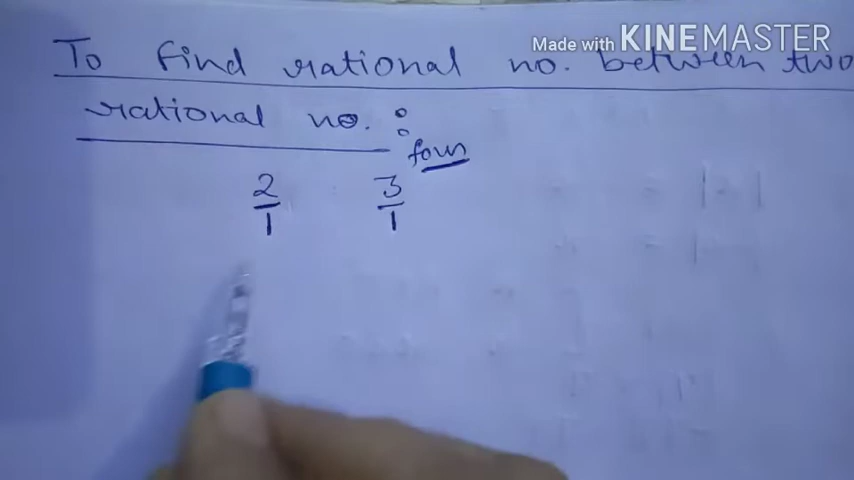 Made with KINEMASTER
To find rational no. between two
rational no. :
four
2/1 3/1